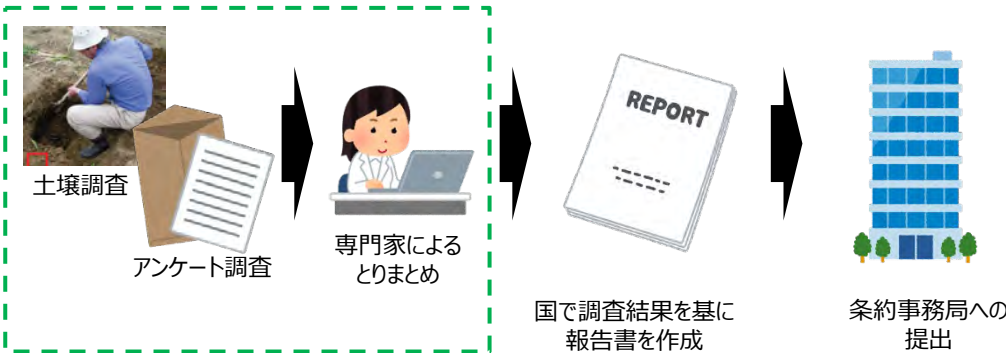 土壌調査
アンケート調査
専門家による
とりまとめ
REPORT
国で調査結果を基に
報告書を作成
条約事務局への
提出